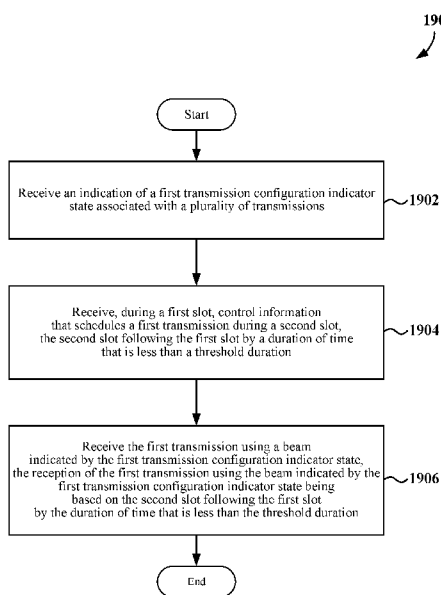 190
Start
Receive an indication of a first transmission configuration indicator
state associated with a plurality of transmissions
1902
Receive, during a first slot, control information
that schedules a first transmission during a second slot,
the second slot following the first slot by a duration of time
that is less than a threshold duration
1904
Receive the first transmission using a beam
indicated by the first transmission configuration indicator state,
the reception of the first transmission using the beam indicated by the
first transmission configuration indicator state being
based on the second slot following the first slot
by the duration of time that is less than the threshold duration
1906
End